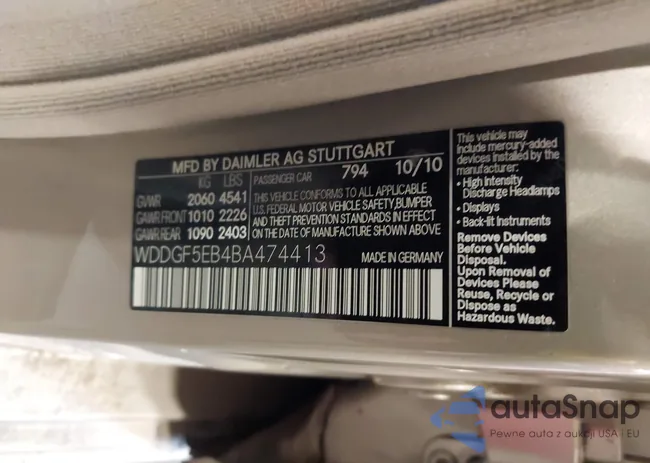 MFD BY DAIMLER AG STUTTGART
KG LBS
GVWR 2060 4541
GAWR FRONT 1010 2226
GAWR REAR 1090 2403
PASSENGER CAR 794 10/10
THIS VEHICLE CONFORMS TO ALL APPLICABLE
U.S. FEDERAL MOTOR VEHICLE SAFETY, BUMPER
AND THEFT PREVENTION STANDARDS IN EFFECT
ON THE DATE OF MANUFACTURE SHOWN ABOVE.
WDDGF5EB4BA474413
MADE IN GERMANY
This vehicle may
include mercury-added
devices installed by the
manufacturer:
• High Intensity
Discharge Headlamps
• Displays
• Back-lit Instruments
Remove Devices
Before Vehicle
Disposal.
Upon Removal of
Devices Please
Reuse, Recycle or
Dispose as
Hazardous Waste.
autaSnap
Pewne auta z aukcji USA i EU